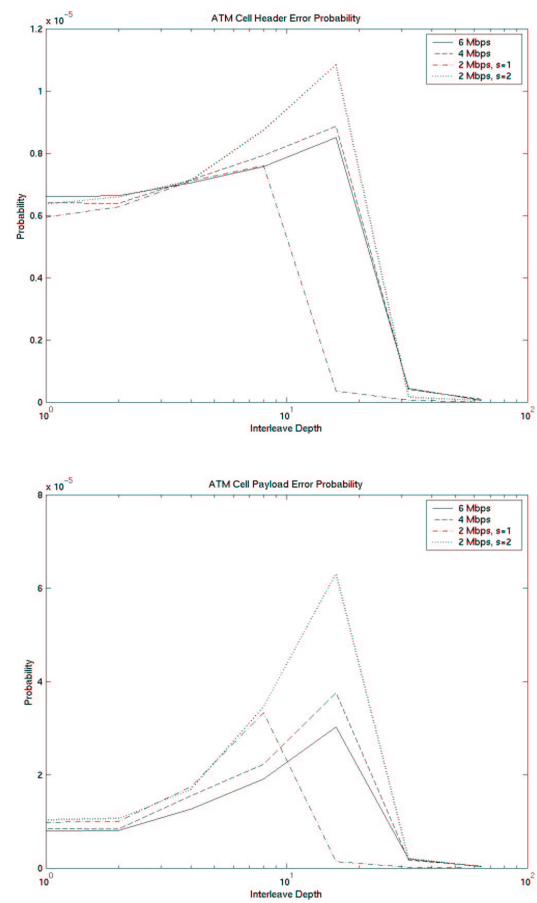 ATM Cell Header Error Probability
x 10^-5
1.2
1
0.8
0.6
0.4
0.2
0
Probability
6 Mbps
4 Mbps
2 Mbps, s=1
2 Mbps, s=2
10^0
10^1
10^2
Interleave Depth
ATM Cell Payload Error Probability
x 10^-5
8
6
4
2
0
Probability
6 Mbps
4 Mbps
2 Mbps, s=1
2 Mbps, s=2
10^0
10^1
10^2
Interleave Depth